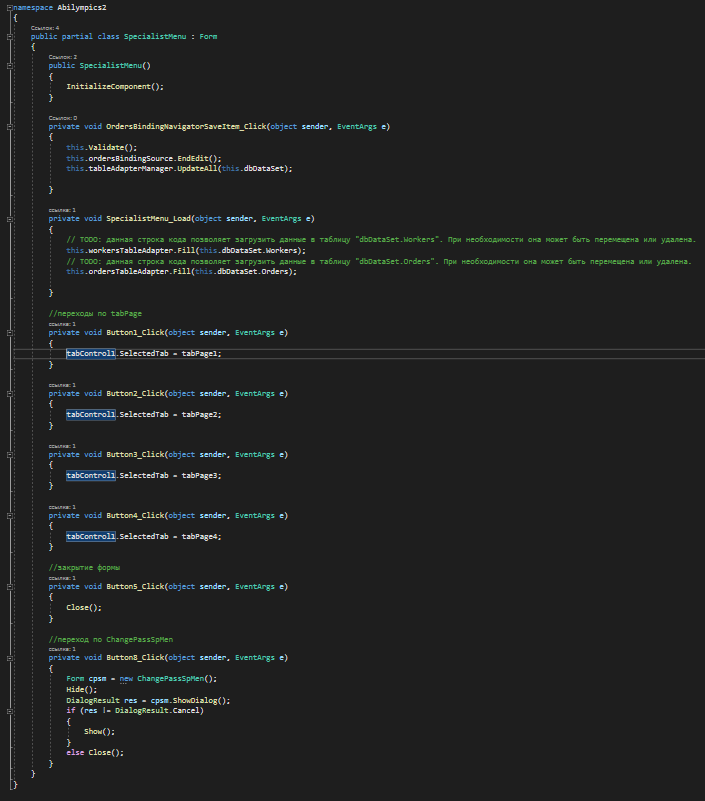 namespace Abilympics2
{
Ссылок: 4
public partial class SpecialistMenu : Form
{
Ссылок: 2
public SpecialistMenu()
{
InitializeComponent();
}
Ссылок: 0
private void OrdersBindingNavigatorSaveItem_Click(object sender, EventArgs e)
{
this.Validate();
this.ordersBindingSource.EndEdit();
this.tableAdapterManager.UpdateAll(this.dbDataSet);
}
ссылка: 1
private void SpecialistMenu_Load(object sender, EventArgs e)
{
// TODO: данная строка кода позволяет загрузить данные в таблицу "dbDataSet.Workers". При необходимости она может быть перемещена или удалена.
this.workersTableAdapter.Fill(this.dbDataSet.Workers);
// TODO: данная строка кода позволяет загрузить данные в таблицу "dbDataSet.Orders". При необходимости она может быть перемещена или удалена.
this.ordersTableAdapter.Fill(this.dbDataSet.Orders);
}
//переходы по tabPage
ссылка: 1
private void Button1_Click(object sender, EventArgs e)
{
tabControl1.SelectedTab = tabPage1;
}
ссылка: 1
private void Button2_Click(object sender, EventArgs e)
{
tabControl1.SelectedTab = tabPage2;
}
ссылка: 1
private void Button3_Click(object sender, EventArgs e)
{
tabControl1.SelectedTab = tabPage3;
}
ссылка: 1
private void Button4_Click(object sender, EventArgs e)
{
tabControl1.SelectedTab = tabPage4;
}
//закрытие формы
ссылка: 1
private void Button5_Click(object sender, EventArgs e)
{
Close();
}
//переход по ChangePassSpMen
ссылка: 1
private void Button8_Click(object sender, EventArgs e)
{
Form cpsm = new ChangePassSpMen();
Hide();
DialogResult res = cpsm.ShowDialog();
if (res != DialogResult.Cancel)
{
Show();
}
else Close();
}
}
}